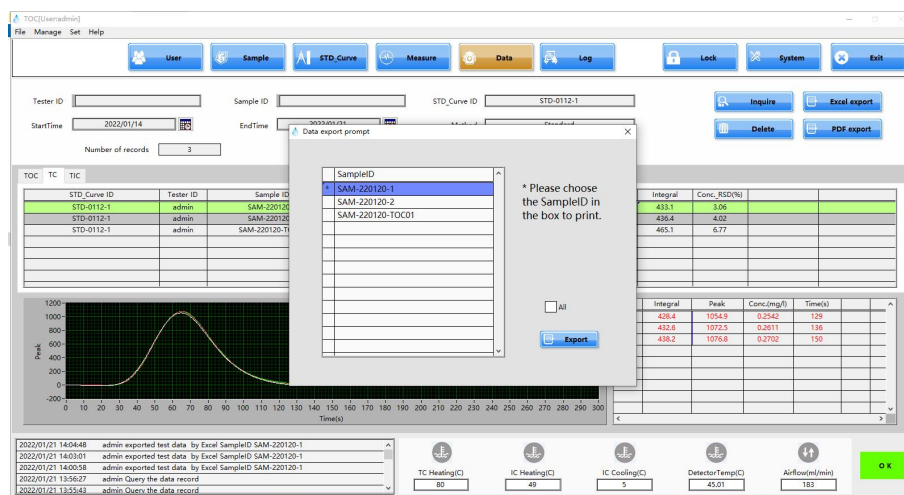 TOC[User:admin]
File Manage Set Help
User Sample STD_Curve Measure Data Log Lock System Exit
Tester ID Sample ID STD_Curve ID STD-0112-1 Inquire Excel export
StartTime 2022/01/14 EndTime 2022/01/21 Method Standard
Delete PDF export
Number of records 3
Data export prompt
SampleID
* SAM-220120-1
SAM-220120-2
SAM-220120-TOC01
* Please choose
the SampleID in
the box to print.
All
Export
TOC TC TIC
STD_Curve ID Tester ID Sample ID Integral Conc_RSD(%)
STD-0112-1 admin SAM-220120 433.1 3.06
STD-0112-1 admin SAM-220120 436.4 4.02
STD-0112-1 admin SAM-220120-T 465.1 6.77
Integral Peak Conc.(mg/l) Time(s)
428.4 1054.9 0.2542 129
432.6 1072.5 0.2611 136
438.2 1076.8 0.2702 150
Peak
1200
1000
800
600
400
200
0
-200
0 10 20 30 40 50 60 70 80 90 100 110 120 130 140 150 160 170 180 190 200 210 220 230 240 250 260 270 280 290 300
Time(s)
2022/01/21 14:04:48 admin exported test data by Excel SampleID SAM-220120-1
2022/01/21 14:03:01 admin exported test data by Excel SampleID SAM-220120-1
2022/01/21 14:00:58 admin exported test data by Excel SampleID SAM-220120-1
2022/01/21 13:56:27 admin Query the data record
2022/01/21 13:55:43 admin Query the data record
TC Heating(C) IC Heating(C) IC Cooling(C) DetectorTemp(C) Airflow(ml/min)
80 49 5 45.01 183
OK